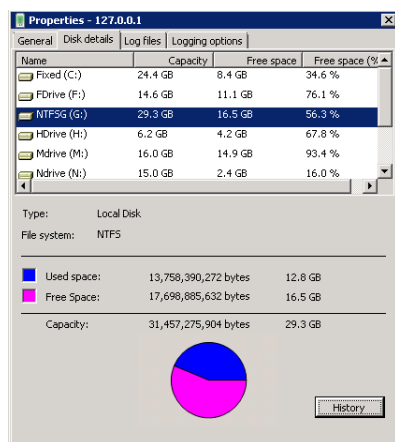 Properties - 127.0.0.1
General Disk details Log files Logging options
Name Capacity Free space Free space (%
Fixed (C:) 24.4 GB 8.4 GB 34.6 %
FDrive (F:) 14.6 GB 11.1 GB 76.1 %
NTFSG (G:) 29.3 GB 16.5 GB 56.3 %
HDrive (H:) 6.2 GB 4.2 GB 67.8 %
Mdrive (M:) 16.0 GB 14.9 GB 93.4 %
Ndrive (N:) 15.0 GB 2.4 GB 16.0 %
Type: Local Disk
File system: NTFS
Used space: 13,758,390,272 bytes 12.8 GB
Free Space: 17,698,885,632 bytes 16.5 GB
Capacity: 31,457,275,904 bytes 29.3 GB
History